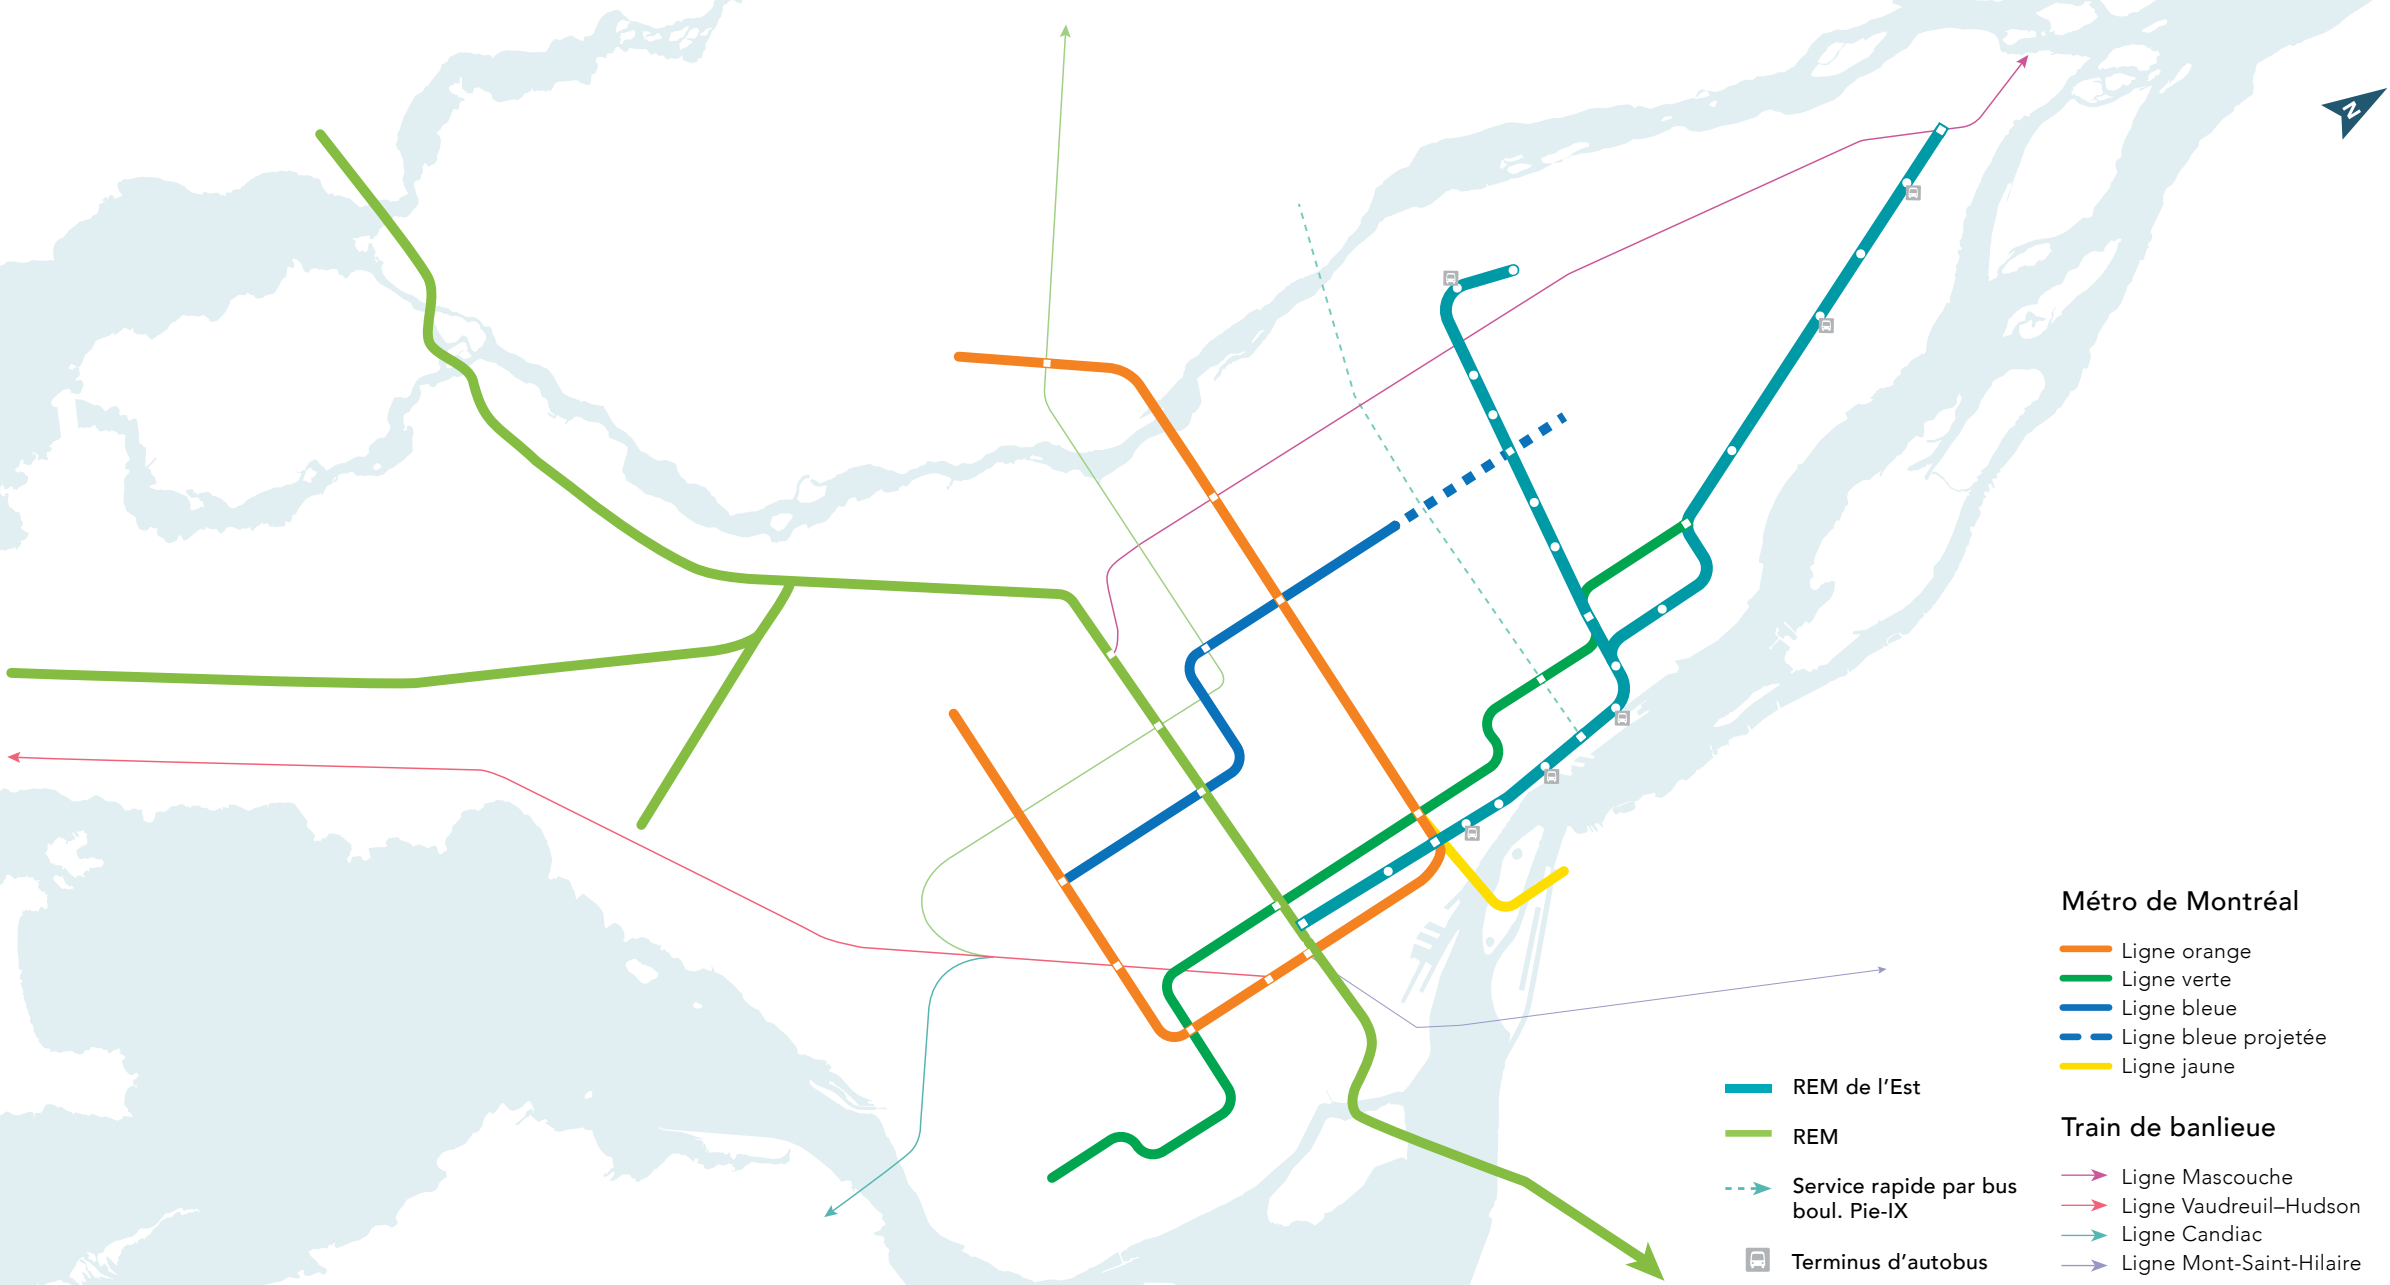 N
Métro de Montréal
Ligne orange
Ligne verte
Ligne bleue
Ligne bleue projetée
Ligne jaune
REM de l'Est
REM
Service rapide par bus
boul. Pie-IX
Terminus d'autobus
Train de banlieue
Ligne Mascouche
Ligne Vaudreuil–Hudson
Ligne Candiac
Ligne Mont-Saint-Hilaire